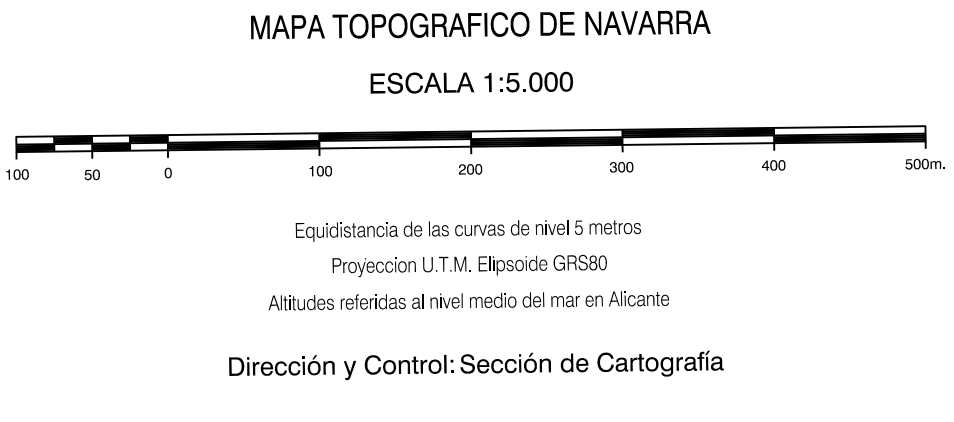 MAPA TOPOGRAFICO DE NAVARRA
ESCALA 1:5.000
100 50 0 100 200 300 400 500m.
Equidistancia de las curvas de nivel 5 metros
Proyeccion U.T.M. Elipsoide GRS80
Altitudes referidas al nivel medio del mar en Alicante
Dirección y Control: Sección de Cartografía